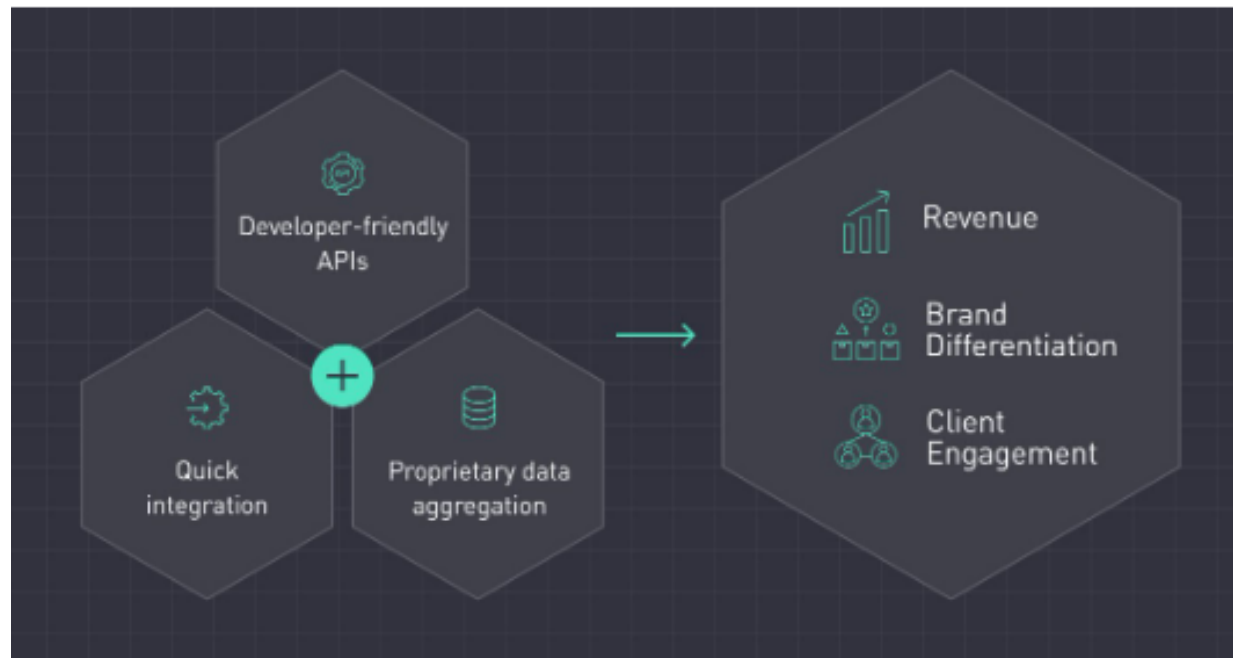 Developer-friendly
APIs
Quick
integration
Proprietary data
aggregation
Revenue
Brand
Differentiation
Client
Engagement